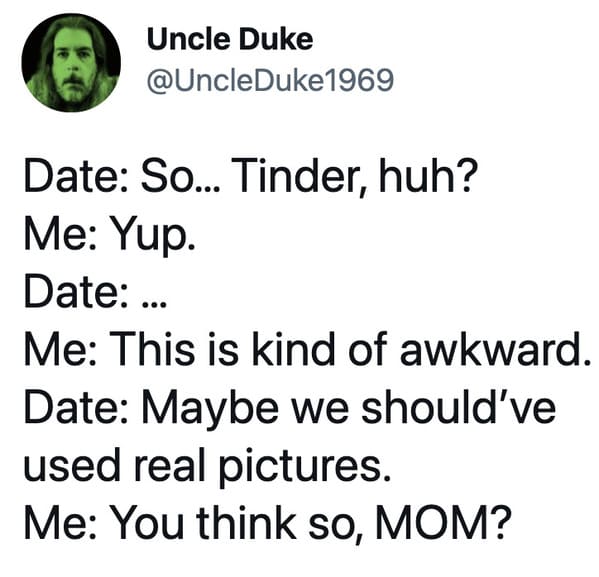 Uncle Duke
@UncleDuke1969
Date: So... Tinder, huh?
Me: Yup.
Date: ...
Me: This is kind of awkward.
Date: Maybe we should’ve
used real pictures.
Me: You think so, MOM?